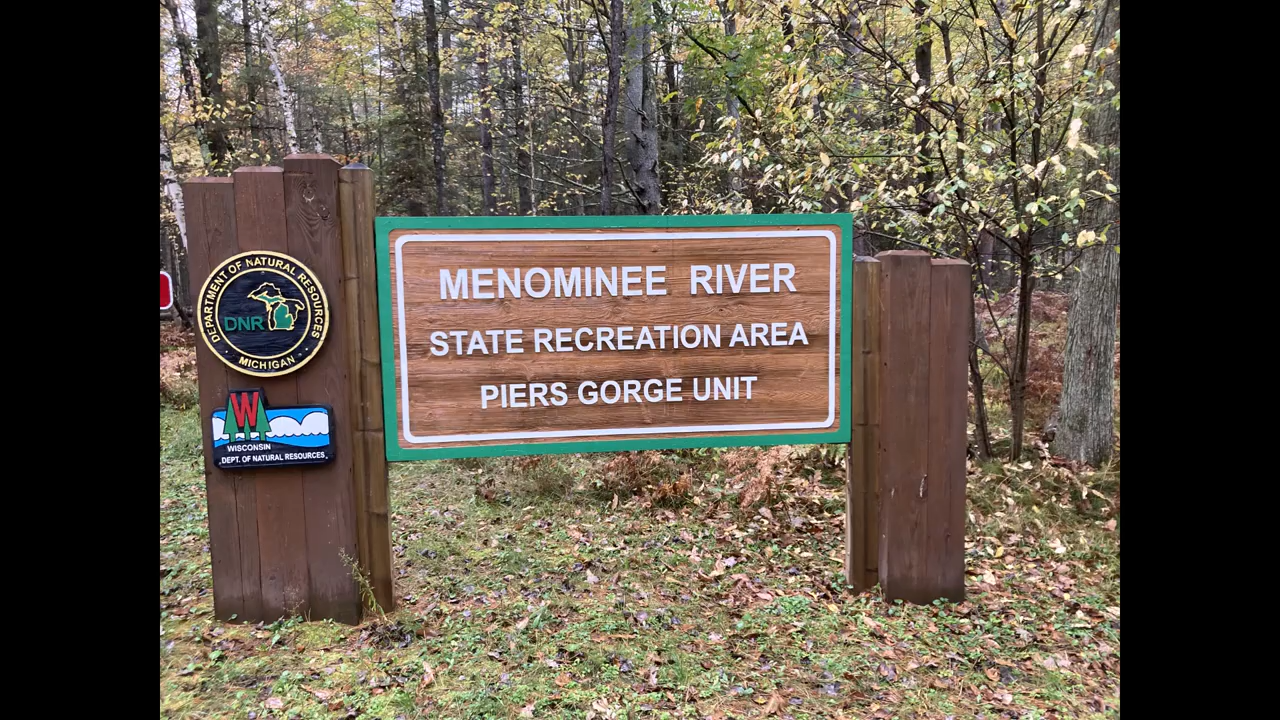 MENOMINEE RIVER
STATE RECREATION AREA
PIERS GORGE UNIT
DEPARTMENT OF NATURAL RESOURCES
DNR
MICHIGAN
W
WISCONSIN
DEPT. OF NATURAL RESOURCES